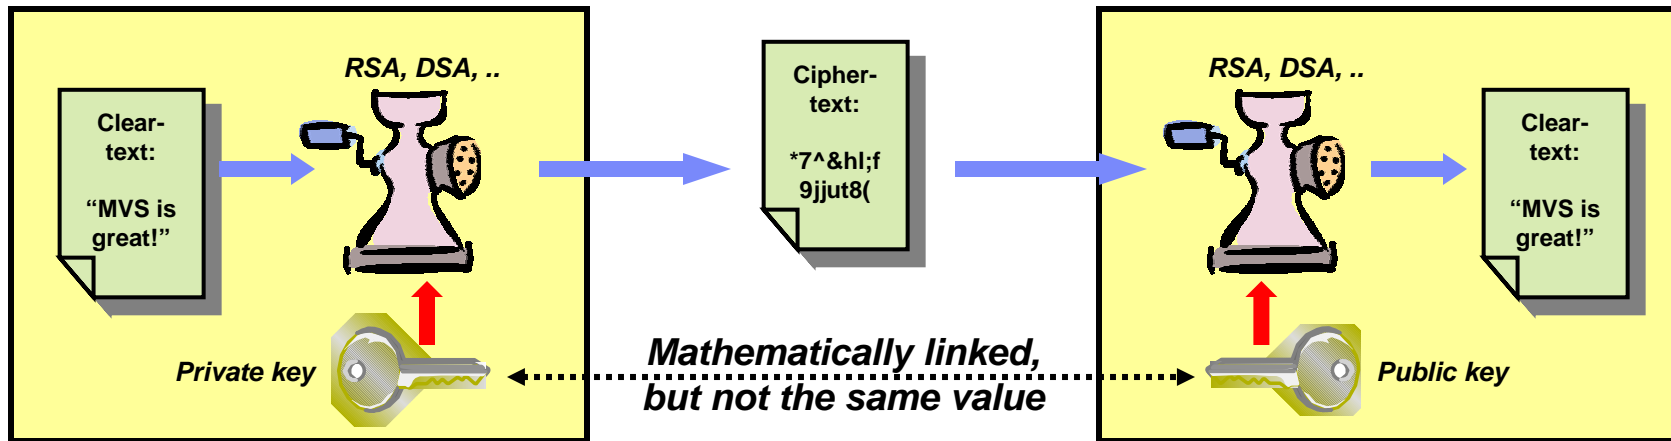 RSA, DSA, ..
Clear-
text:
“MVS is
great!”
Private key
Cipher-
text:
*7^&hl;f
9jjut8(
Mathematically linked,
but not the same value
RSA, DSA, ..
Clear-
text:
“MVS is
great!”
Public key